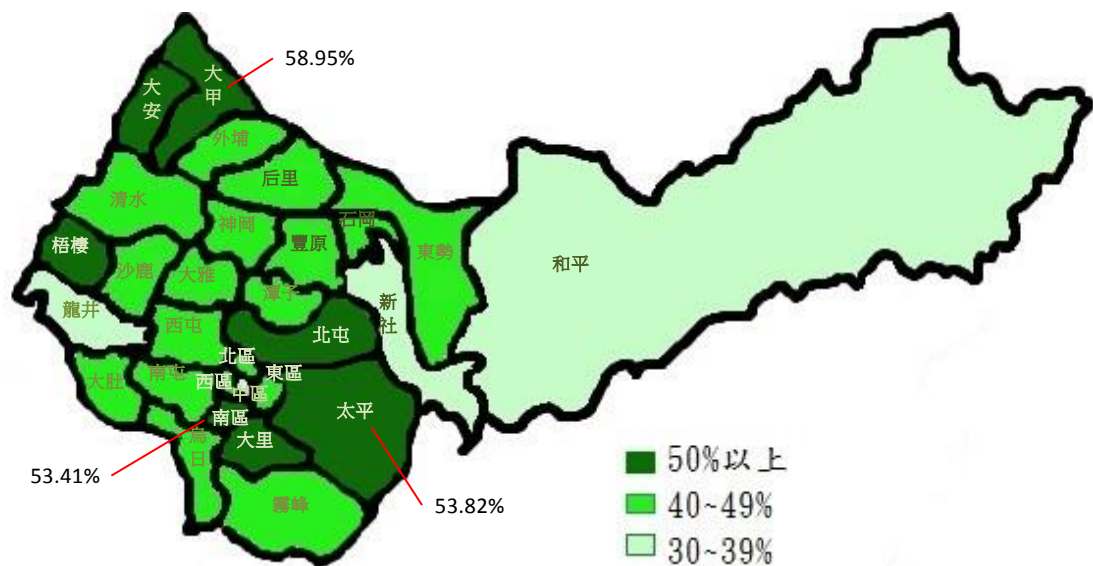 58.95%
大甲
大安
外埔
后里
清水
神岡
石岡
豐原
東勢
梧棲
沙鹿
大雅
潭子
和平
新社
龍井
西屯
北屯
北區
大肚
南屯
西區
東區
中區
太平
南區
烏日
大里
53.41%
53.82%
霧峰
50%以上
40~49%
30~39%